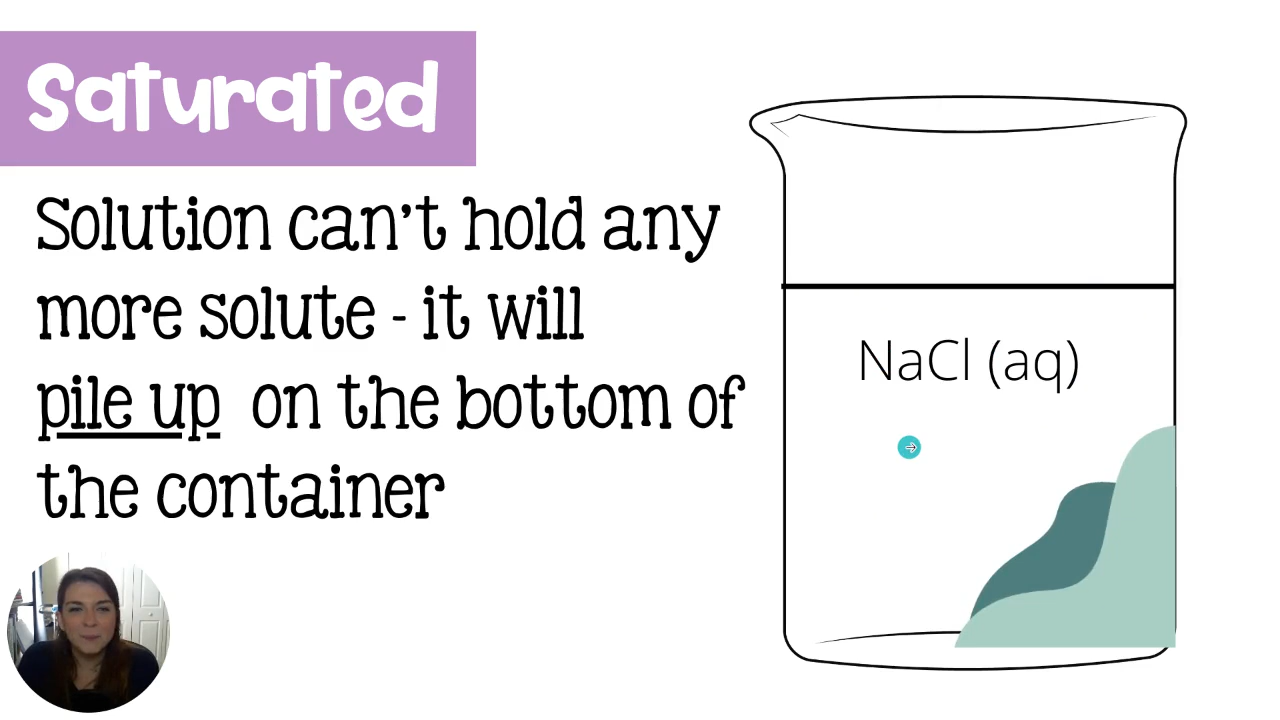 Saturated
Solution can't hold any
more solute - it will
pile up on the bottom of
the container
NaCl (aq)